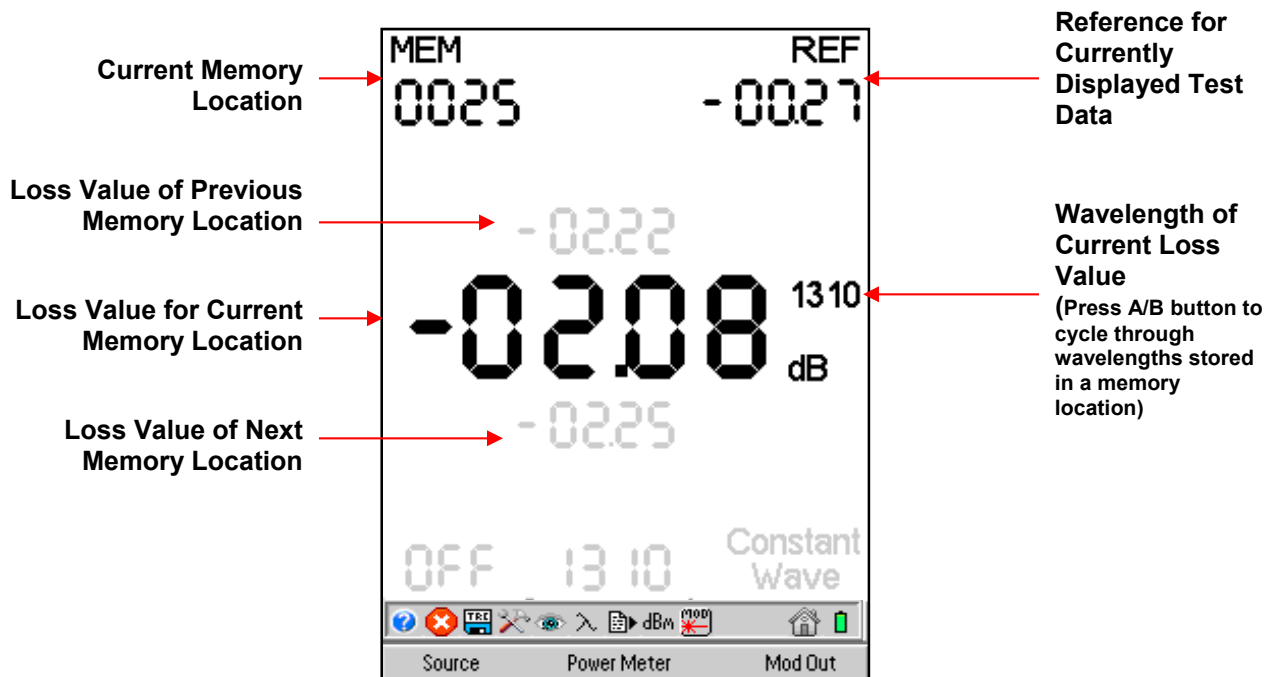 Current Memory
Location
Loss Value of Previous
Memory Location
Loss Value for Current
Memory Location
Loss Value of Next
Memory Location
MEM
REF
0025
-00.27
-02.22
-02.08
1310
dB
-02.25
OFF
1310
Constant
Wave
TRC
λ
dBm
MOD
Source
Power Meter
Mod Out
Reference for
Currently
Displayed Test
Data
Wavelength of
Current Loss
Value
(Press A/B button to
cycle through
wavelengths stored
in a memory
location)